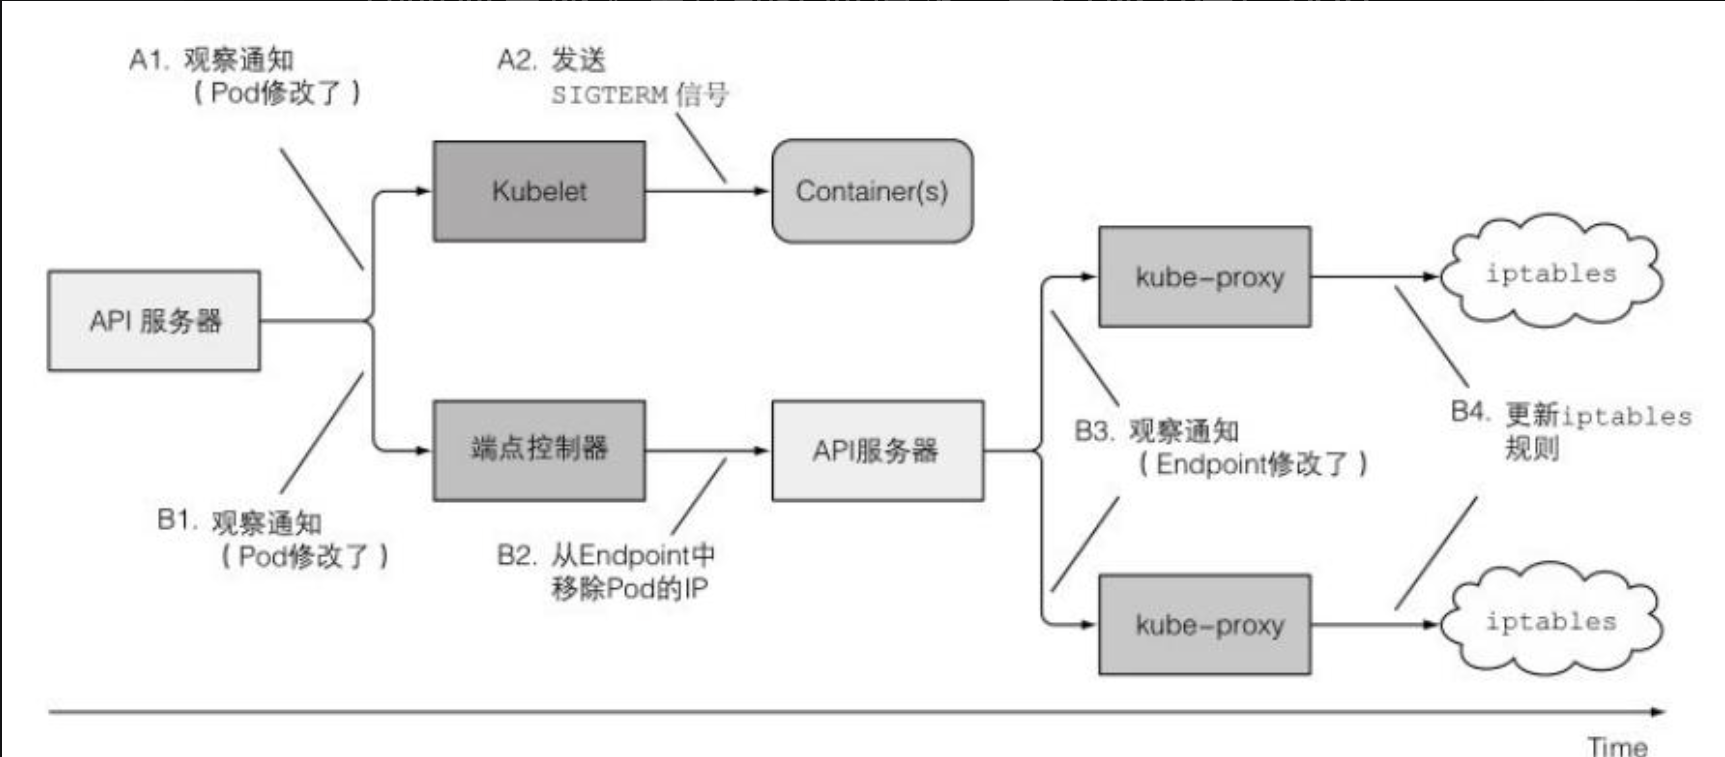 A1. 观察通知
（Pod修改了）
A2. 发送
SIGTERM 信号
Kubelet
Container(s)
kube-proxy
iptables
API 服务器
B3. 观察通知
（Endpoint修改了）
B4. 更新iptables
规则
端点控制器
API服务器
B1. 观察通知
（Pod修改了）
B2. 从Endpoint中
移除Pod的IP
kube-proxy
iptables
Time